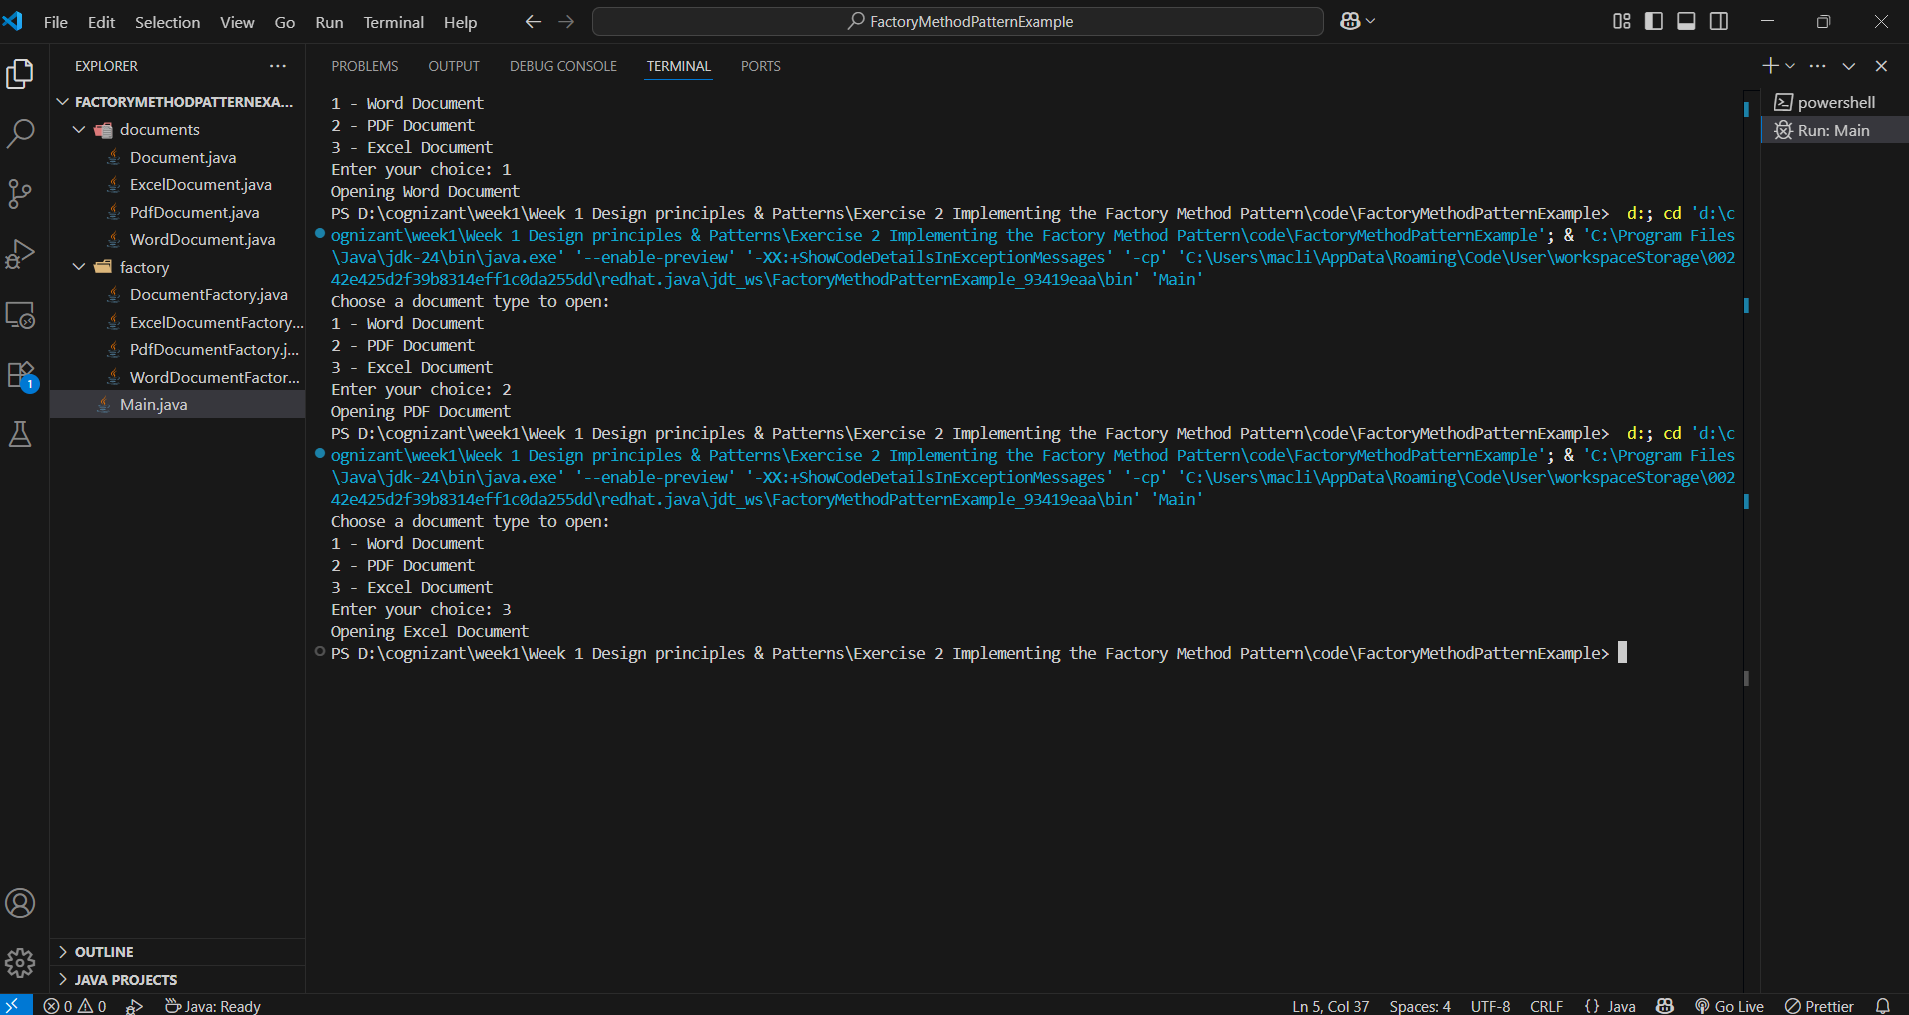 File Edit Selection View Go Run Terminal Help
FactoryMethodPatternExample
EXPLORER
FACTORYMETHODPATTERNEXA...
documents
Document.java
ExcelDocument.java
PdfDocument.java
WordDocument.java
factory
DocumentFactory.java
ExcelDocumentFactory...
PdfDocumentFactory.j...
WordDocumentFactor...
Main.java
OUTLINE
JAVA PROJECTS
PROBLEMS OUTPUT DEBUG CONSOLE TERMINAL PORTS
1 - Word Document
2 - PDF Document
3 - Excel Document
Enter your choice: 1
Opening Word Document
PS D:\cognizant\week1\Week 1 Design principles & Patterns\Exercise 2 Implementing the Factory Method Pattern\code\FactoryMethodPatternExample>  d:; cd 'd:\c
ognizant\week1\Week 1 Design principles & Patterns\Exercise 2 Implementing the Factory Method Pattern\code\FactoryMethodPatternExample'; & 'C:\Program Files
\Java\jdk-24\bin\java.exe' '--enable-preview' '-XX:+ShowCodeDetailsInExceptionMessages' '-cp' 'C:\Users\macli\AppData\Roaming\Code\User\workspaceStorage\002
42e425d2f39b8314eff1c0da255dd\redhat.java\jdt_ws\FactoryMethodPatternExample_93419eaa\bin' 'Main'
Choose a document type to open:
1 - Word Document
2 - PDF Document
3 - Excel Document
Enter your choice: 2
Opening PDF Document
PS D:\cognizant\week1\Week 1 Design principles & Patterns\Exercise 2 Implementing the Factory Method Pattern\code\FactoryMethodPatternExample>  d:; cd 'd:\c
ognizant\week1\Week 1 Design principles & Patterns\Exercise 2 Implementing the Factory Method Pattern\code\FactoryMethodPatternExample'; & 'C:\Program Files
\Java\jdk-24\bin\java.exe' '--enable-preview' '-XX:+ShowCodeDetailsInExceptionMessages' '-cp' 'C:\Users\macli\AppData\Roaming\Code\User\workspaceStorage\002
42e425d2f39b8314eff1c0da255dd\redhat.java\jdt_ws\FactoryMethodPatternExample_93419eaa\bin' 'Main'
Choose a document type to open:
1 - Word Document
2 - PDF Document
3 - Excel Document
Enter your choice: 3
Opening Excel Document
PS D:\cognizant\week1\Week 1 Design principles & Patterns\Exercise 2 Implementing the Factory Method Pattern\code\FactoryMethodPatternExample>
powershell
Run: Main
1
0 0 Java: Ready
Ln 5, Col 37 Spaces: 4 UTF-8 CRLF {} Java Go Live Prettier